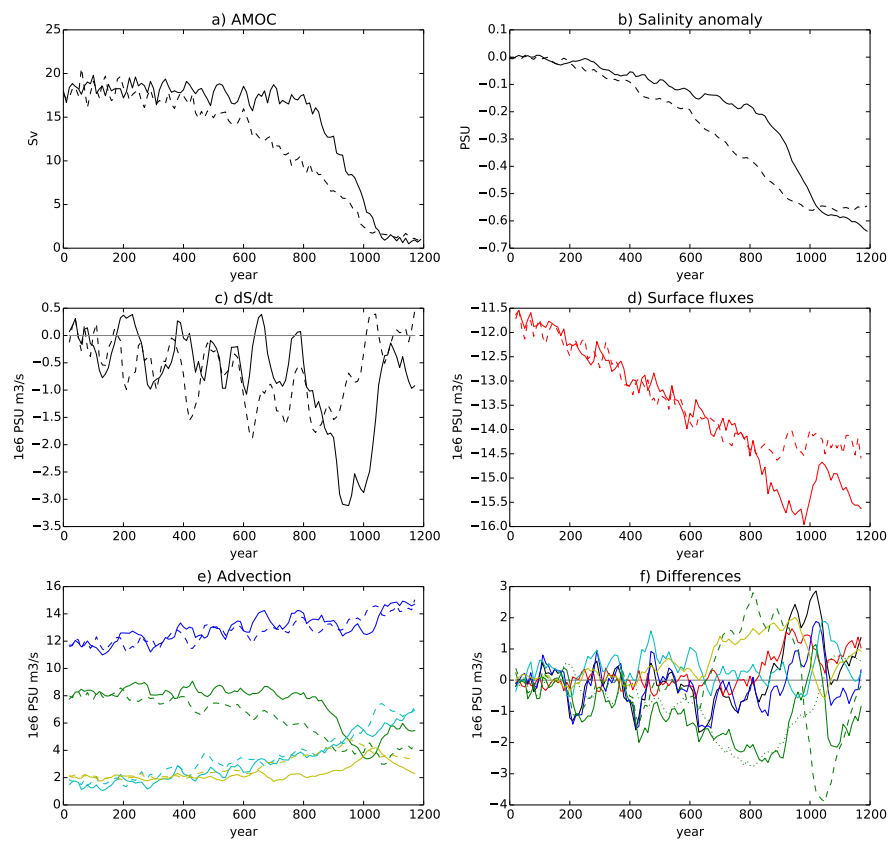 a) AMOC
25
20
15
10
5
0
Sv
0 200 400 600 800 1000 1200
year
b) Salinity anomaly
0.1
0.0
−0.1
−0.2
−0.3
−0.4
−0.5
−0.6
−0.7
PSU
0 200 400 600 800 1000 1200
year
c) dS/dt
0.5
0.0
−0.5
−1.0
−1.5
−2.0
−2.5
−3.0
−3.5
1e6 PSU m3/s
0 200 400 600 800 1000 1200
year
d) Surface fluxes
−11.5
−12.0
−12.5
−13.0
−13.5
−14.0
−14.5
−15.0
−15.5
−16.0
1e6 PSU m3/s
0 200 400 600 800 1000 1200
year
e) Advection
16
14
12
10
8
6
4
2
0
1e6 PSU m3/s
0 200 400 600 800 1000 1200
year
f) Differences
3
2
1
0
−1
−2
−3
−4
1e6 PSU m3/s
0 200 400 600 800 1000 1200
year